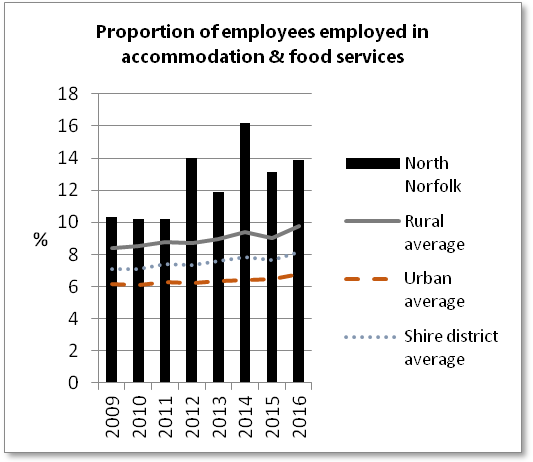 Proportion of employees employed in
accommodation & food services
18
16
14
12
10
8
6
4
2
0
%
2009
2010
2011
2012
2013
2014
2015
2016
North
Norfolk
Rural
average
Urban
average
Shire district
average